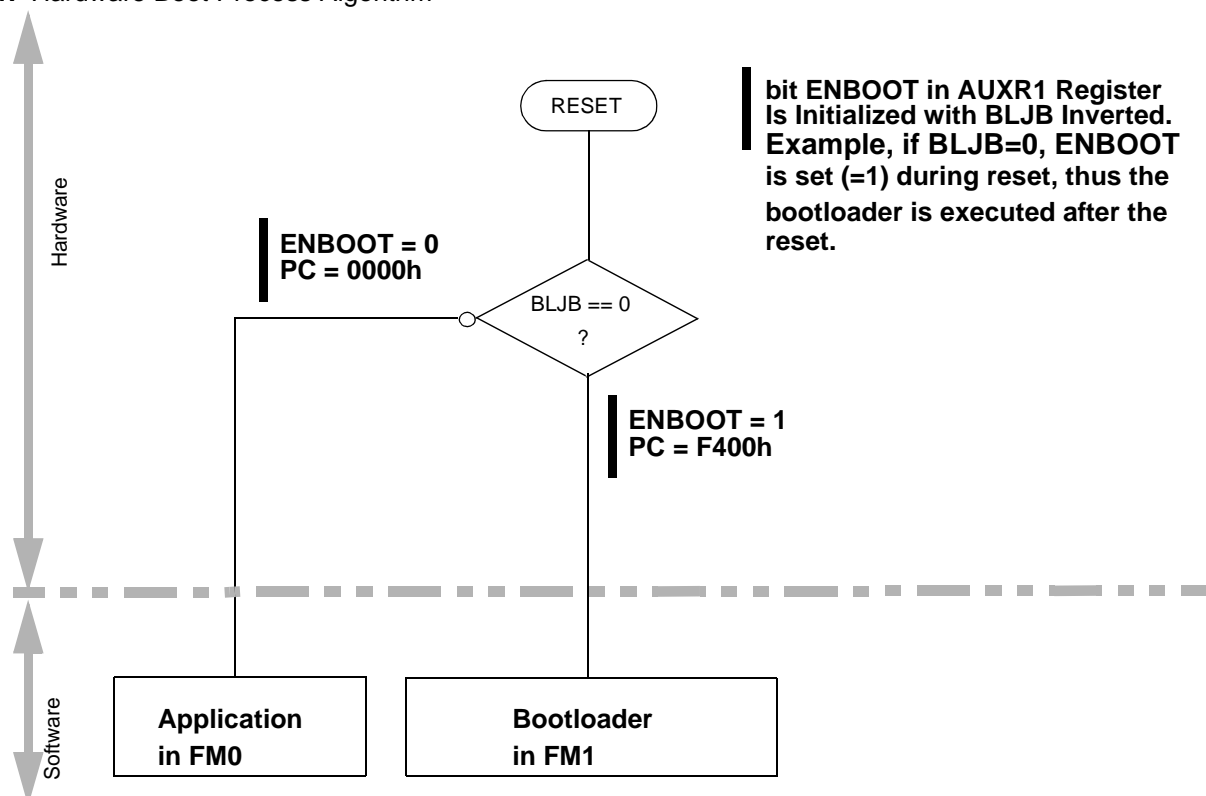 Hardware Boot Process Algorithm
RESET
bit ENBOOT in AUXR1 Register
Is Initialized with BLJB Inverted.
Example, if BLJB=0, ENBOOT
is set (=1) during reset, thus the
bootloader is executed after the
reset.
Hardware
ENBOOT = 0
PC = 0000h
BLJB == 0
?
ENBOOT = 1
PC = F400h
Software
Application
in FM0
Bootloader
in FM1